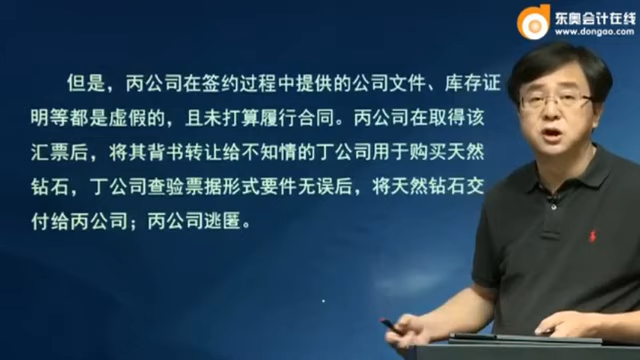 东奥会计在线
www.dongao.com
但是，丙公司在签约过程中提供的公司文件、库存证
明等都是虚假的，且未打算履行合同。丙公司在取得该
汇票后，将其背书转让给不知情的丁公司用于购买天然
钻石，丁公司查验票据形式要件无误后，将天然钻石交
付给丙公司；丙公司逃匿。